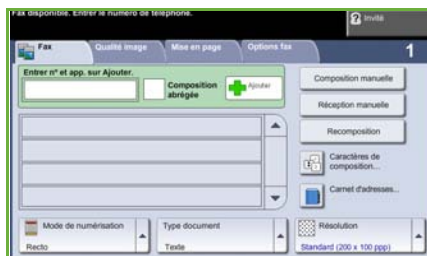 Fax disponible. Entrer le numéro de téléphone.
Invité
Fax
Qualité image
Mise en page
Options fax
1
Entrer nº et app. sur Ajouter.
Composition
abrégée
Ajouter
Composition manuelle
Réception manuelle
Recomposition
Caractères de
composition...
Carnet d'adresses...
Mode de numérisation
Recto
Type document
Texte
Résolution
Standard (200 x 100 ppp)